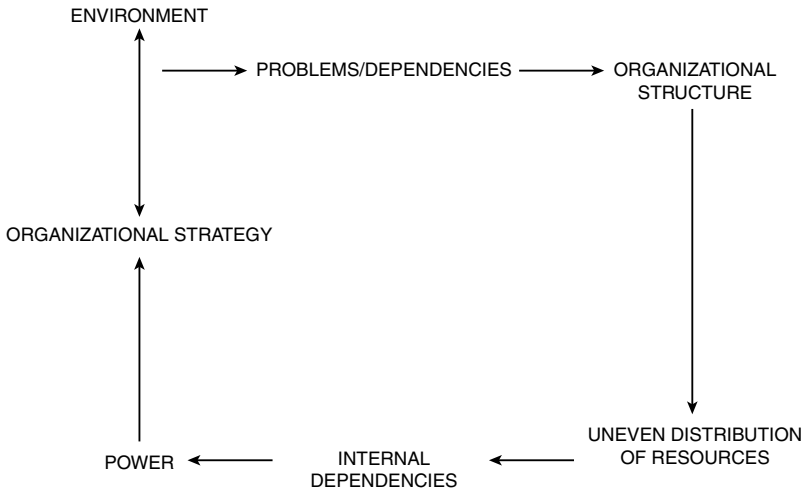 ENVIRONMENT
PROBLEMS/DEPENDENCIES
ORGANIZATIONAL
STRUCTURE
ORGANIZATIONAL STRATEGY
UNEVEN DISTRIBUTION
OF RESOURCES
INTERNAL
DEPENDENCIES
POWER